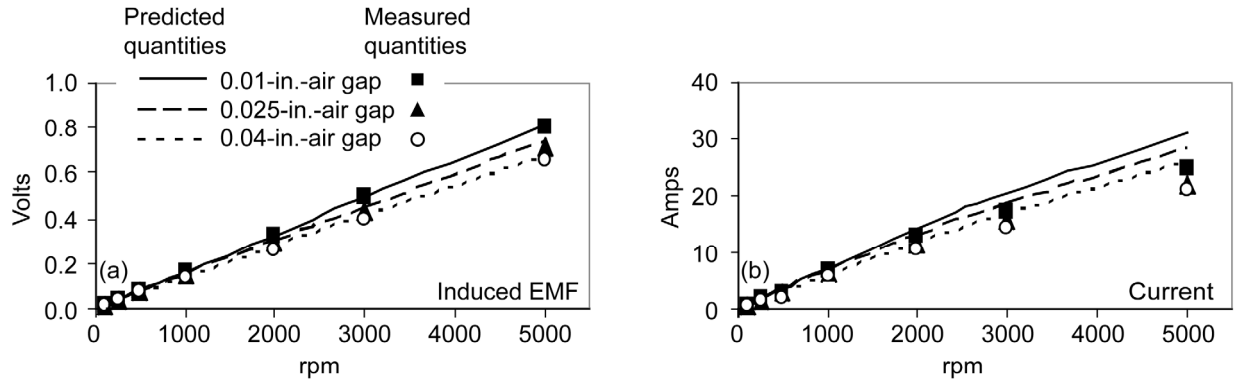 Predicted quantities
Measured quantities
0.01-in.-air gap
0.025-in.-air gap
0.04-in.-air gap
Volts
1.0
0.8
0.6
0.4
0.2
0.0
(a)
Induced EMF
0 1000 2000 3000 4000 5000
rpm
Amps
40
30
20
10
0
(b)
Current
0 1000 2000 3000 4000 5000
rpm